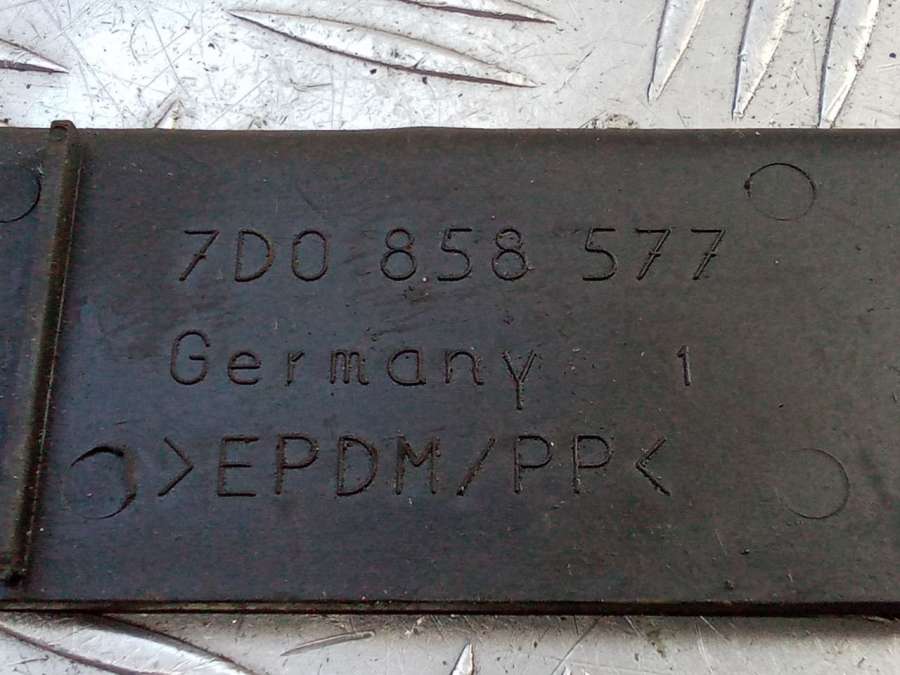 7D0 858 577
Germany 1
>EPDM/PP<